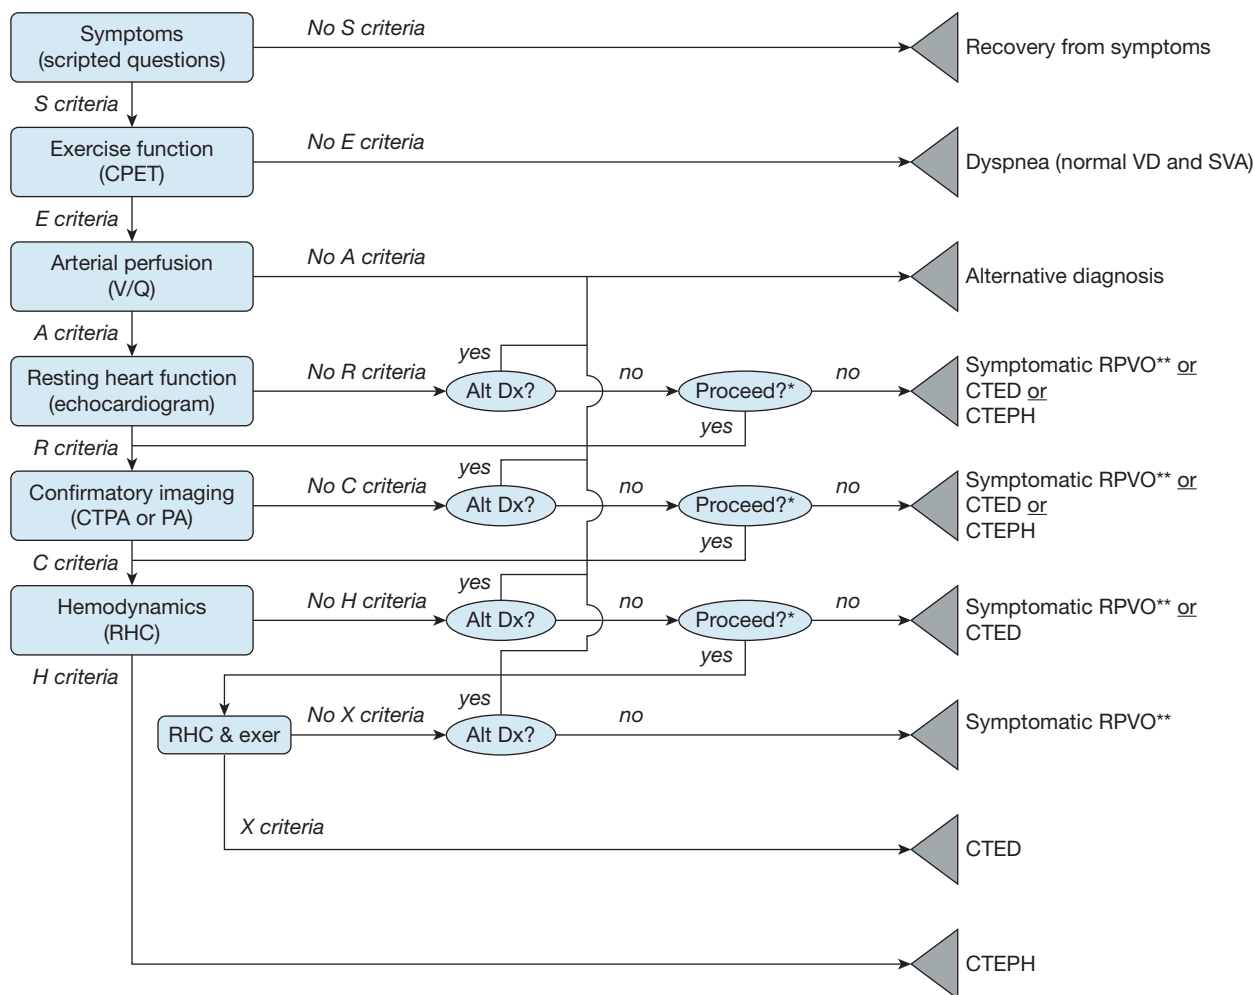 Symptoms
(scripted questions)
No S criteria
Recovery from symptoms
S criteria
Exercise function
(CPET)
No E criteria
Dyspnea (normal VD and SVA)
E criteria
Arterial perfusion
(V/Q)
No A criteria
Alternative diagnosis
A criteria
Resting heart function
(echocardiogram)
No R criteria
yes
Alt Dx?
no
Proceed?*
no
yes
Symptomatic RPVO** or
CTED or
CTEPH
R criteria
Confirmatory imaging
(CTPA or PA)
No C criteria
yes
Alt Dx?
no
Proceed?*
no
yes
Symptomatic RPVO** or
CTED or
CTEPH
C criteria
Hemodynamics
(RHC)
No H criteria
yes
Alt Dx?
no
Proceed?*
no
yes
Symptomatic RPVO** or
CTED
H criteria
RHC & exer
No X criteria
yes
Alt Dx?
no
Symptomatic RPVO**
X criteria
CTED
CTEPH